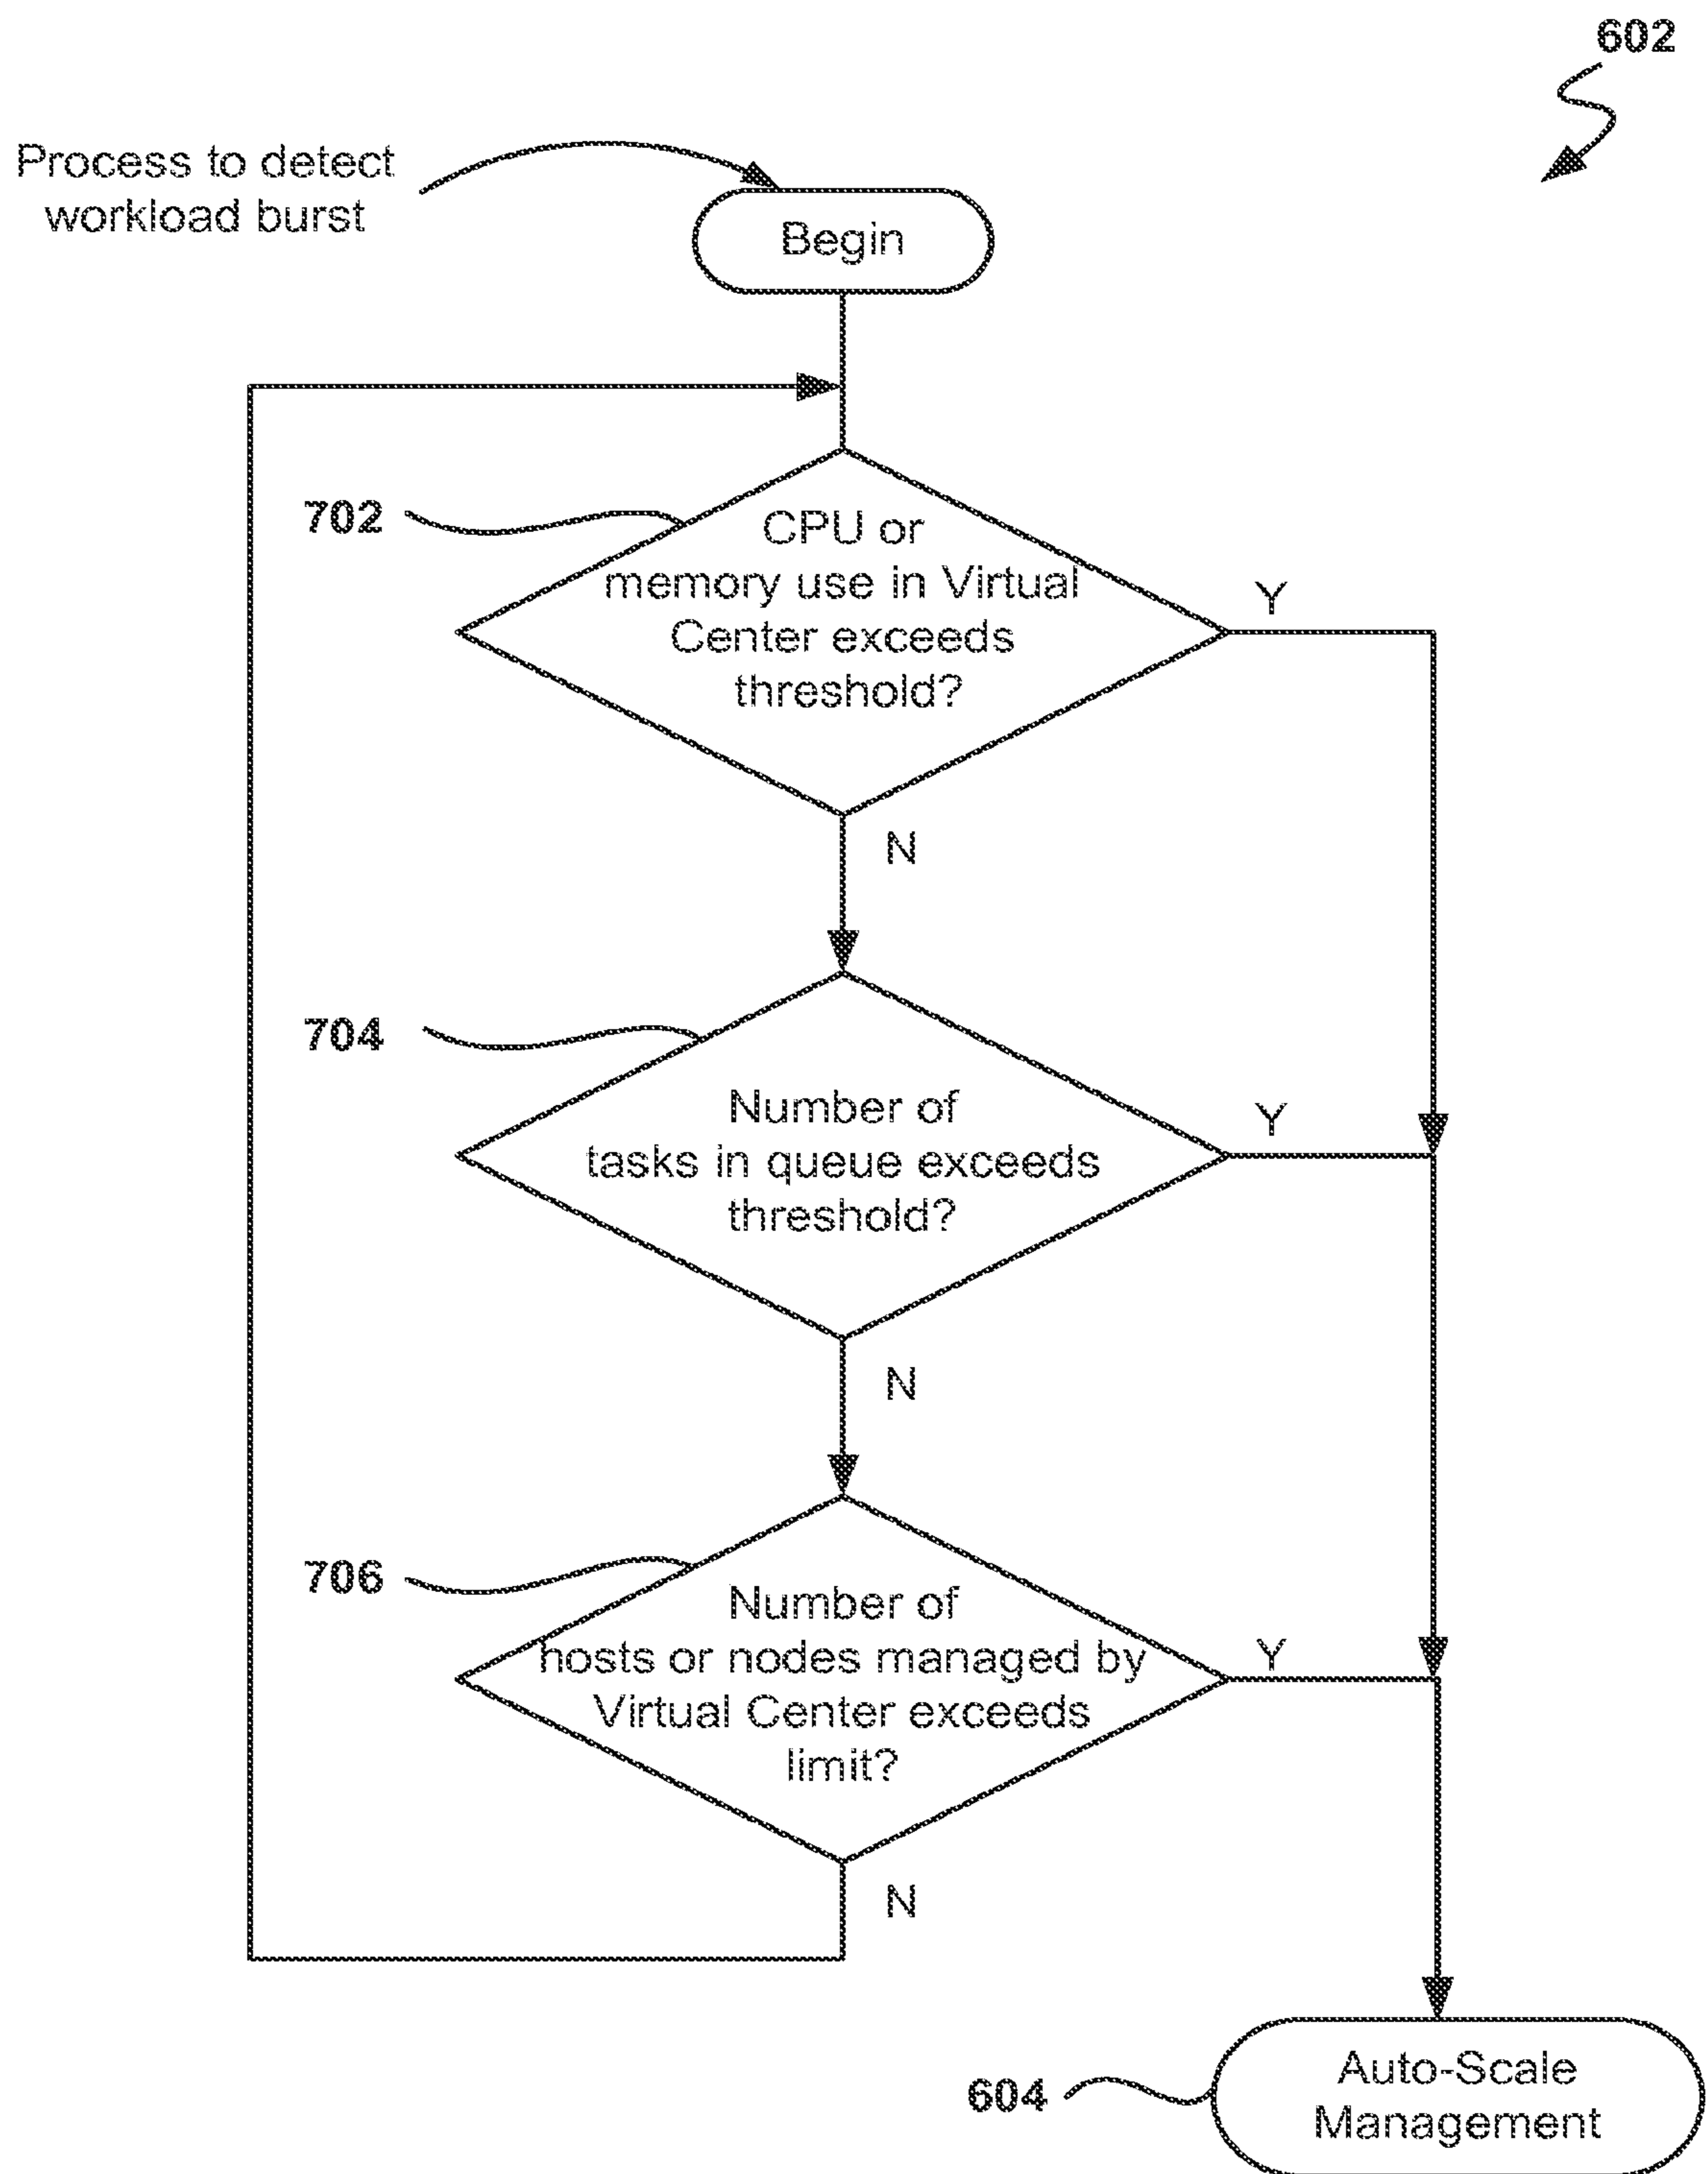 602
Process to detect
workload burst
Begin
702
CPU or
memory use in Virtual
Center exceeds
threshold?
Y
N
704
Number of
tasks in queue exceeds
threshold?
Y
N
706
Number of
hosts or nodes managed by
Virtual Center exceeds
limit?
Y
N
604
Auto-Scale
Management